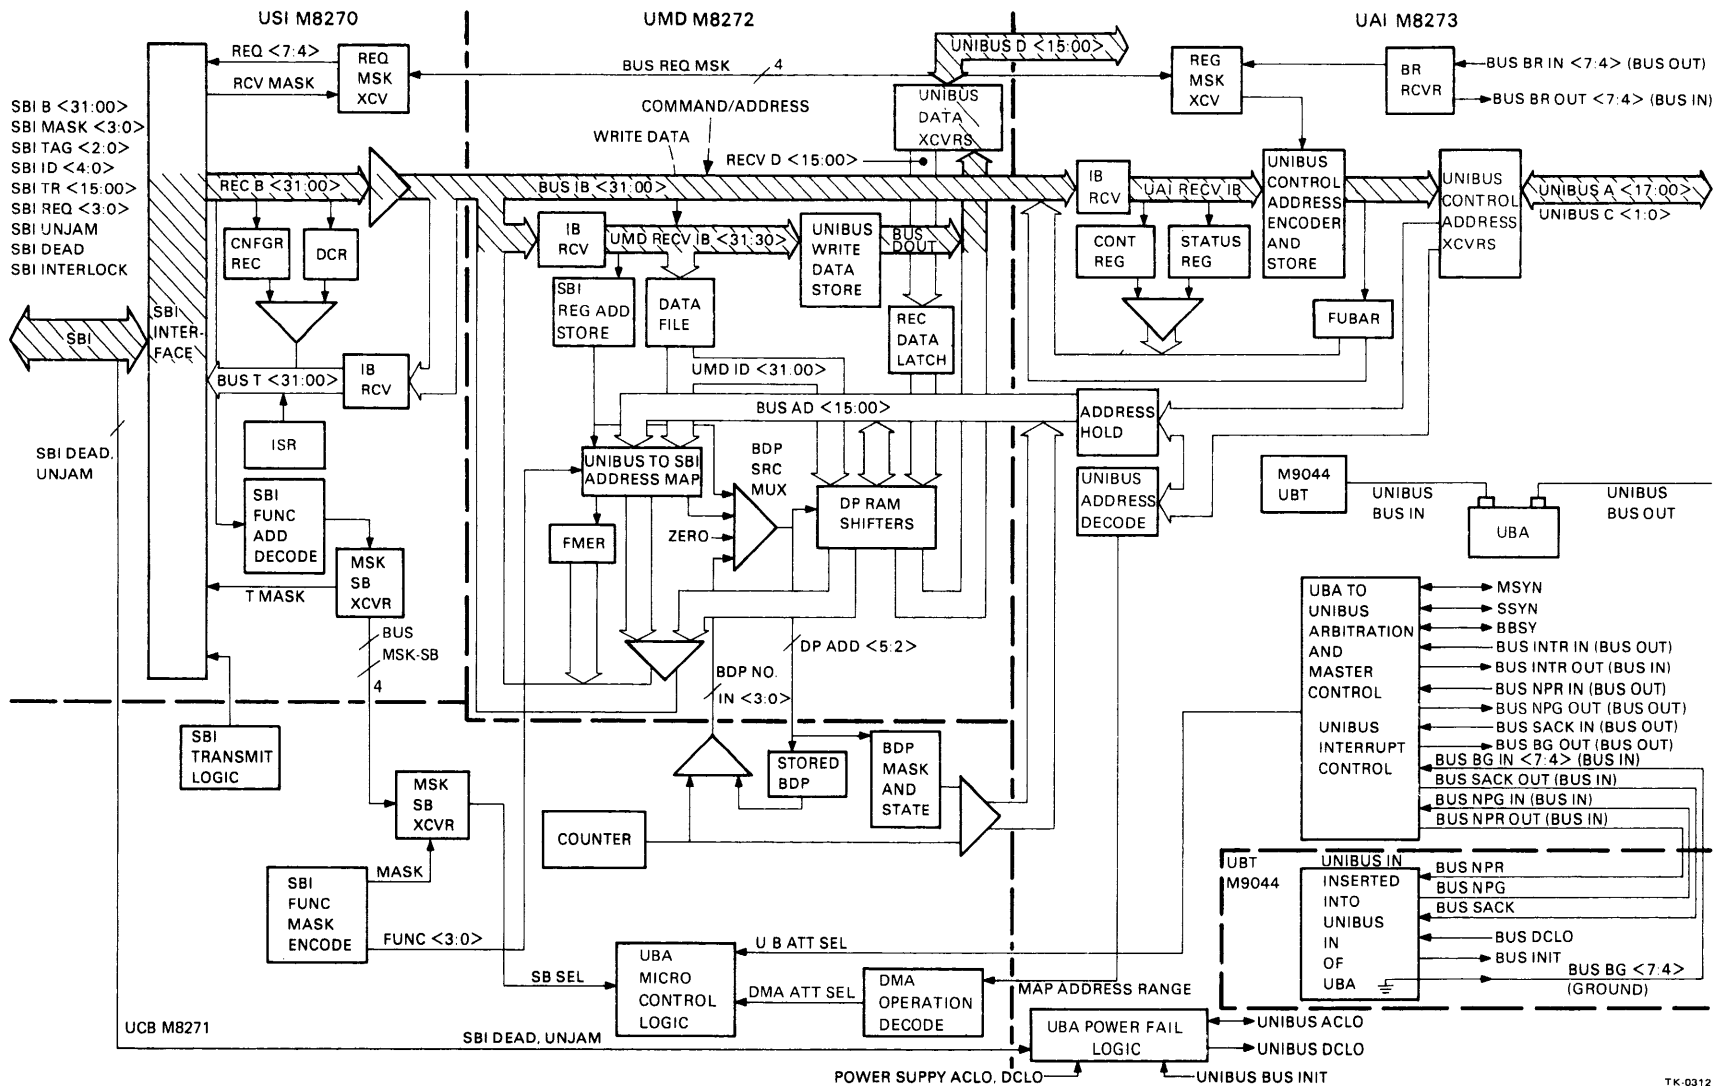 USI M8270
UMD M8272
UAI M8273
REQ <7:4>
RCV MASK
REQ
MSK
XCV
BUS REQ MSK
4
UNIBUS D <15:00>
REG
MSK
XCV
BR
RCVR
BUS BR IN <7:4> (BUS OUT)
BUS BR OUT <7:4> (BUS IN)
SBI B <31:00>
SBI MASK <3:0>
SBI TAG <2:0>
SBI ID <4:0>
SBI TR <15:00>
SBI REQ <3:0>
SBI UNJAM
SBI DEAD
SBI INTERLOCK
COMMAND/ADDRESS
WRITE DATA
UNIBUS
DATA
XCVRS
RECV D <15:00>
REC B <31:00>
BUS IB <31:00>
IB
RCV
UAI RECV IB
UNIBUS
CONTROL
ADDRESS
ENCODER
AND
STORE
UNIBUS
CONTROL
ADDRESS
XCVRS
UNIBUS A <17:00>
UNIBUS C <1:0>
CNFGR
REC
DCR
IB
RCV
UMD RECV IB <31:30>
UNIBUS
WRITE
DATA
STORE
BUS
DOUT
CONT
REG
STATUS
REG
SBI
REG ADD
STORE
DATA
FILE
REC
DATA
LATCH
FUBAR
SBI
SBI
INTER-
FACE
BUS T <31:00>
IB
RCV
UMD ID <31:00>
BUS AD <15:00>
ADDRESS
HOLD
ISR
SBI DEAD,
UNJAM
UNIBUS TO SBI
ADDRESS MAP
BDP
SRC
MUX
ZERO
DP RAM
SHIFTERS
UNIBUS
ADDRESS
DECODE
M9044
UBT
UNIBUS
BUS IN
UBA
UNIBUS
BUS OUT
SBI
FUNC
ADD
DECODE
FMER
MSK
SB
XCVR
T MASK
BUS
MSK-SB
4
DP ADD <5:2>
BDP NO.
IN <3:0>
UBA TO
UNIBUS
ARBITRATION
AND
MASTER
CONTROL
UNIBUS
INTERRUPT
CONTROL
MSYN
SSYN
BBSY
BUS INTR IN (BUS OUT)
BUS INTR OUT (BUS IN)
BUS NPR IN (BUS OUT)
BUS NPG OUT (BUS OUT)
BUS SACK IN (BUS OUT)
BUS BG OUT (BUS OUT)
BUS BG IN <7:4> (BUS IN)
BUS SACK OUT (BUS IN)
BUS NPG IN (BUS IN)
BUS NPR OUT (BUS IN)
SBI
TRANSMIT
LOGIC
STORED
BDP
BDP
MASK
AND
STATE
MSK
SB
XCVR
COUNTER
MASK
SBI
FUNC
MASK
ENCODE
FUNC <3:0>
UBT
M9044
UNIBUS IN
INSERTED
INTO
UNIBUS
IN
OF
UBA
BUS NPR
BUS NPG
BUS SACK
BUS DCLO
BUS INIT
BUS BG <7:4>
(GROUND)
UBA
MICRO
CONTROL
LOGIC
U B ATT SEL
SB SEL
DMA ATT SEL
DMA
OPERATION
DECODE
MAP ADDRESS RANGE
UCB M8271
SBI DEAD, UNJAM
UBA POWER FAIL
LOGIC
UNIBUS ACLO
UNIBUS DCLO
POWER SUPPLY ACLO, DCLO
UNIBUS BUS INIT
TK-0312